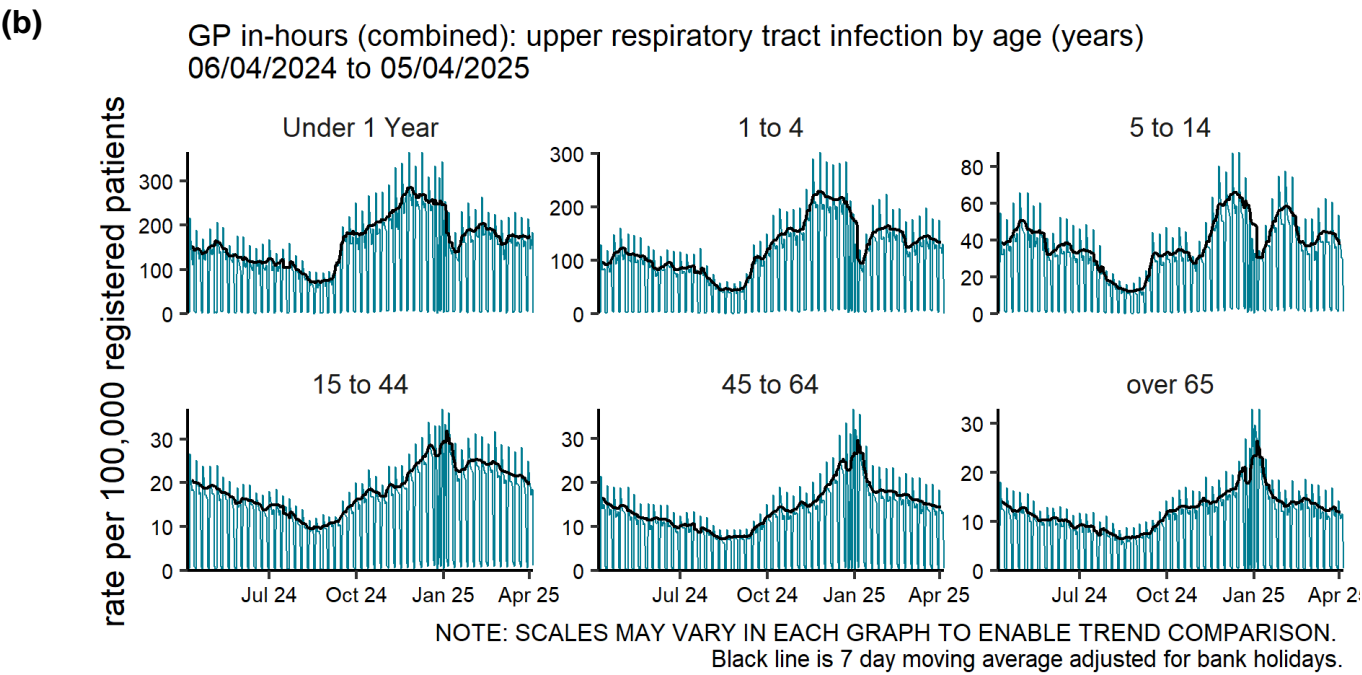 (b)
GP in-hours (combined): upper respiratory tract infection by age (years)
06/04/2024 to 05/04/2025
rate per 100,000 registered patients
Under 1 Year
300
200
100
0
1 to 4
300
200
100
0
5 to 14
80
60
40
20
0
15 to 44
30
20
10
0
Jul 24 Oct 24 Jan 25 Apr 25
45 to 64
30
20
10
0
Jul 24 Oct 24 Jan 25 Apr 25
over 65
30
20
10
0
Jul 24 Oct 24 Jan 25 Apr 2
NOTE: SCALES MAY VARY IN EACH GRAPH TO ENABLE TREND COMPARISON.
Black line is 7 day moving average adjusted for bank holidays.